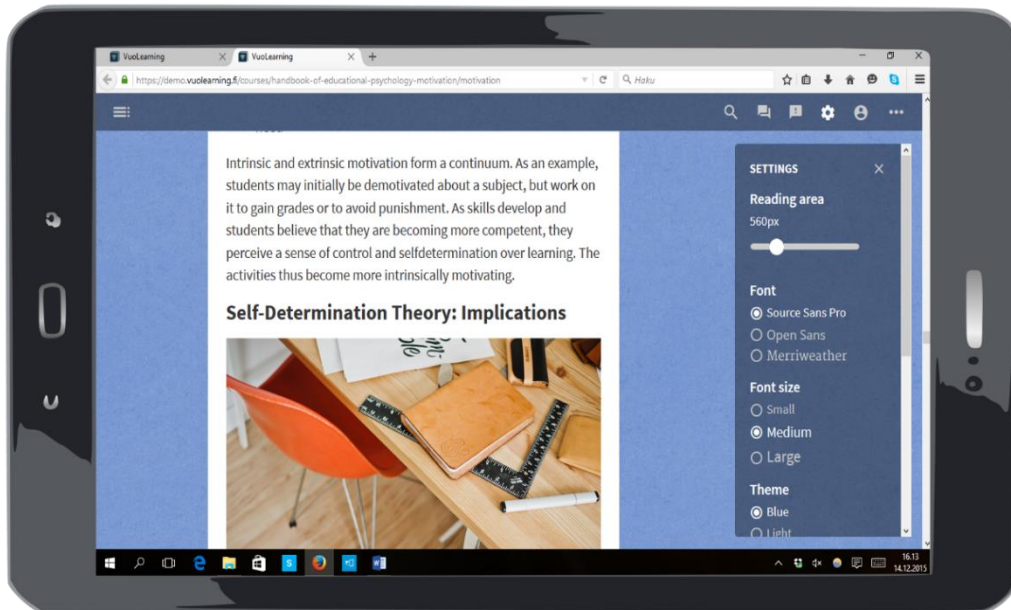 VuoLearning
VuoLearning
https://demo.vuolearning.fi/courses/handbook-of-educational-psychology-motivation/motivation
Haku
Intrinsic and extrinsic motivation form a continuum. As an example,
students may initially be demotivated about a subject, but work on
it to gain grades or to avoid punishment. As skills develop and
students believe that they are becoming more competent, they
perceive a sense of control and selfdetermination over learning. The
activities thus become more intrinsically motivating.
Self-Determination Theory: Implications
SETTINGS
Reading area
560px
Font
Source Sans Pro
Open Sans
Merriweather
Font size
Small
Medium
Large
Theme
Blue
Light
16.13
14.12.2015